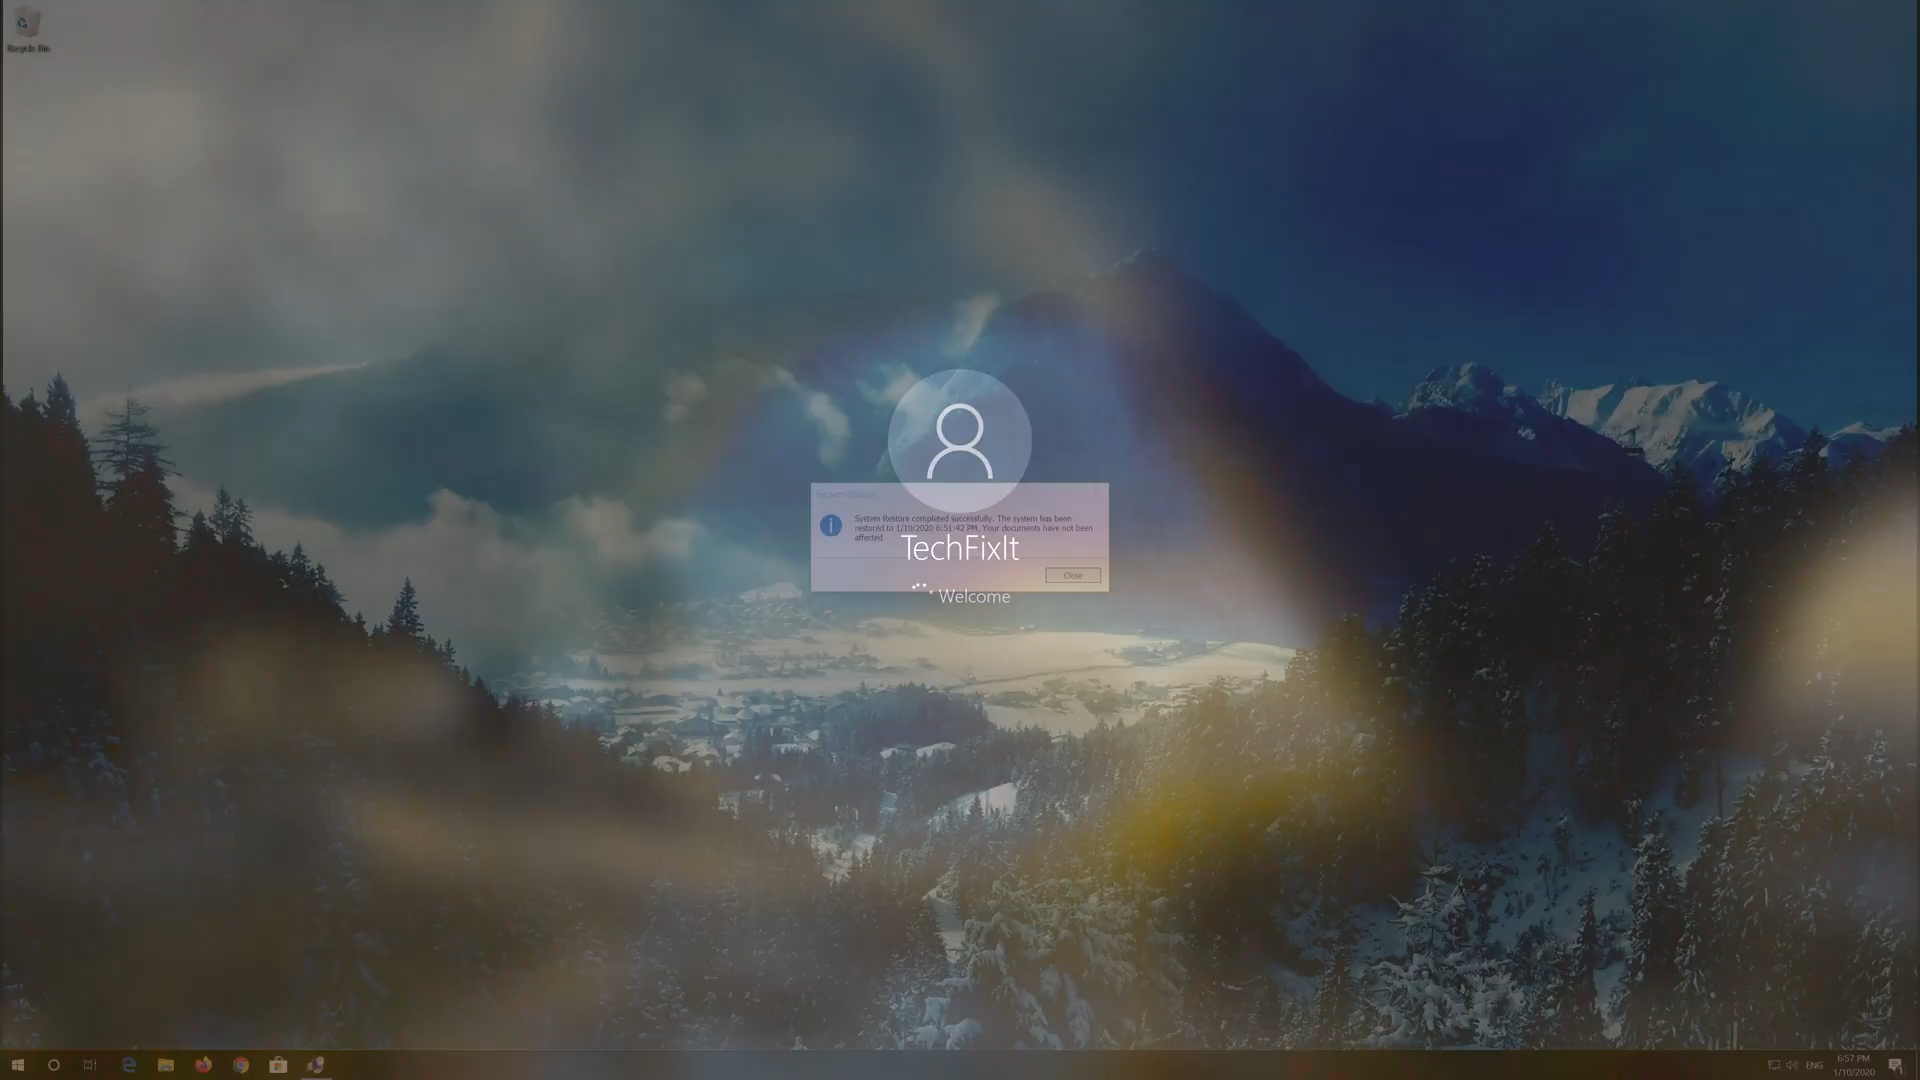 Recycle Bin
System Restore
System Restore completed successfully. The system has been
restored to 1/10/2020 6:51:42 PM. Your documents have not been
affected.
TechFixIt
Close
Welcome
ENG
6:57 PM
1/10/2020